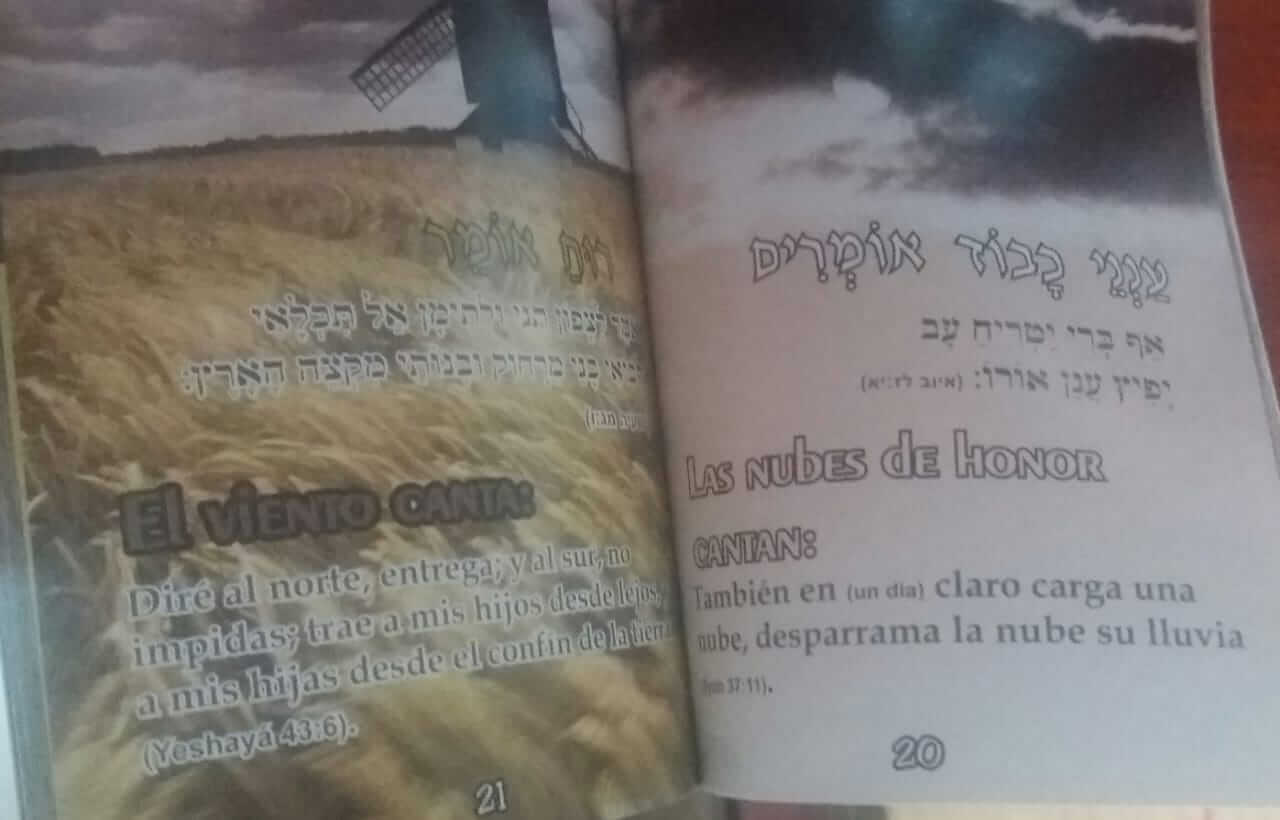 עַנְנֵי כָּבוֹד אוֹמְרִים
אַף בְּרִי יַטְרִיחַ עָב
יָפִיץ עֲנַן אוֹרוֹ: (איוב לז:יא)
LAS NUBES DE HONOR
CANTAN:
También en (un día) claro carga una
nube, desparrama la nube su lluvia
37:11).
20
רוּחַ אוֹמֵר
אֹמַר לַצָּפוֹן תֵּנִי וּלְתֵימָן אַל תִּכְלָאִי
הָבִיאִי בָנַי מֵרָחוֹק וּבְנוֹתַי מִקְצֵה הָאָרֶץ:
מג:ו)
El VIENTO CANTA:
Diré al norte, entrega; y al sur, no
impidas; trae a mis hijos desde lejos,
a mis hijas desde el confín de la tierra
(Yeshayá 43:6).
21